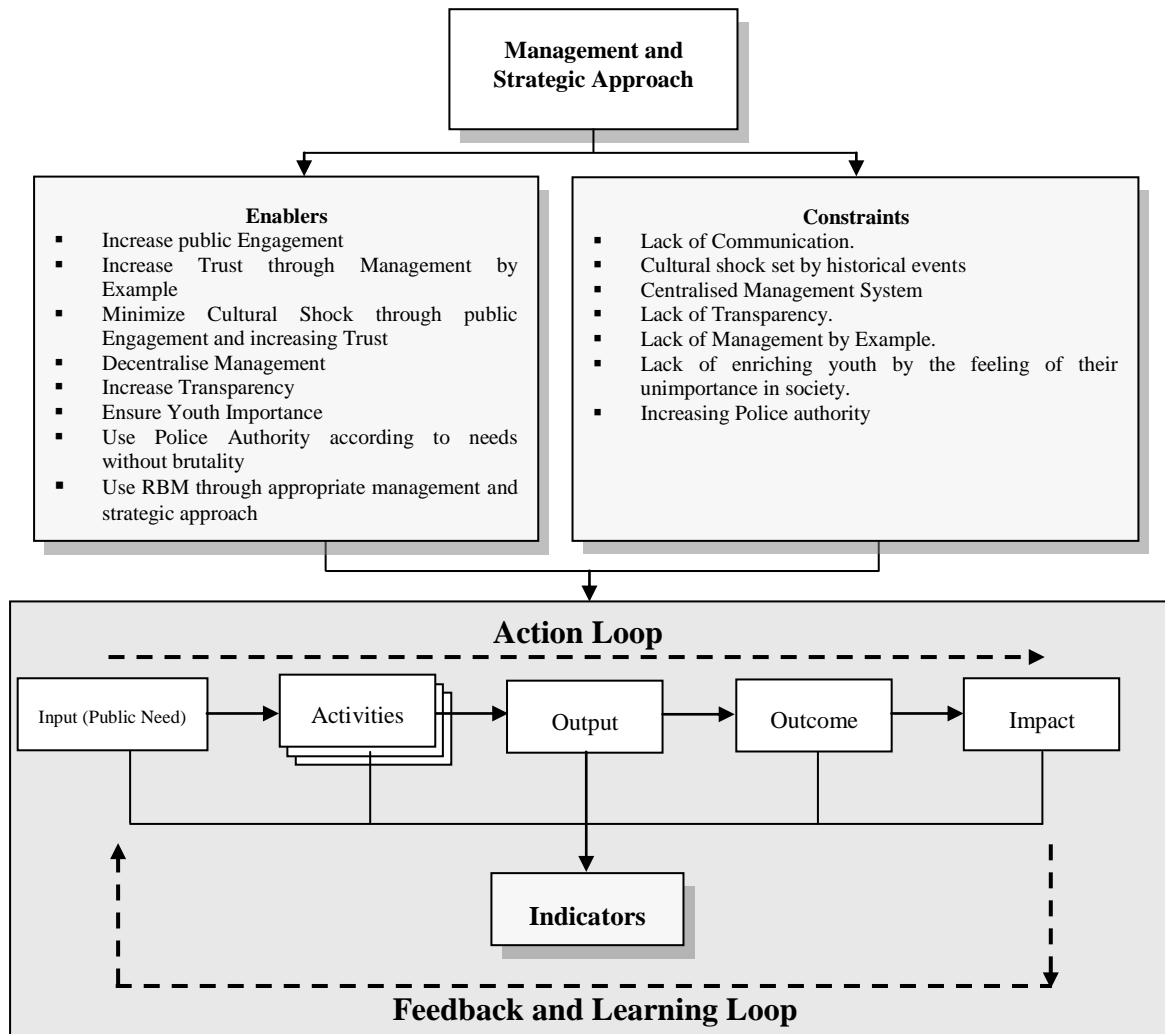 Management and
Strategic Approach
Enablers
▪ Increase public Engagement
▪ Increase Trust through Management by
Example
▪ Minimize Cultural Shock through public
Engagement and increasing Trust
▪ Decentralise Management
▪ Increase Transparency
▪ Ensure Youth Importance
▪ Use Police Authority according to needs
without brutality
▪ Use RBM through appropriate management and
strategic approach
Constraints
▪ Lack of Communication.
▪ Cultural shock set by historical events
▪ Centralised Management System
▪ Lack of Transparency.
▪ Lack of Management by Example.
▪ Lack of enriching youth by the feeling of their
unimportance in society.
▪ Increasing Police authority
Action Loop
Input (Public Need)
Activities
Output
Outcome
Impact
Indicators
Feedback and Learning Loop